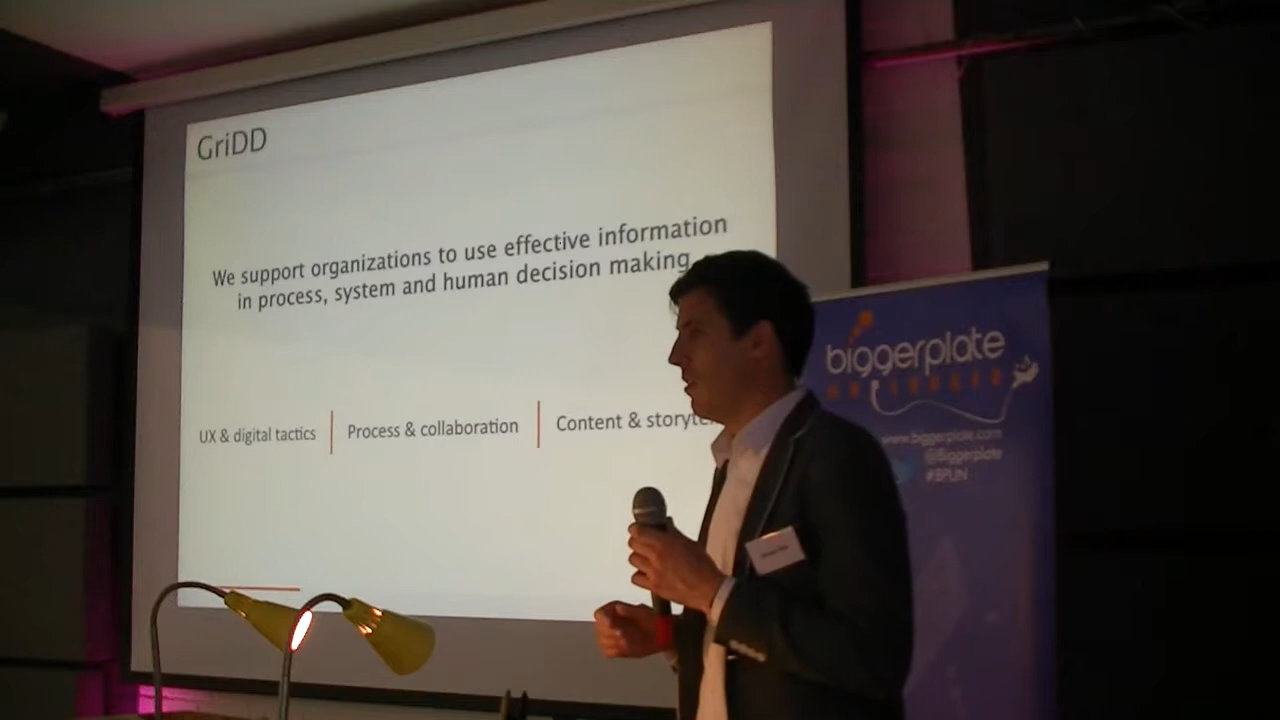 GriDD
We support organizations to use effective information
in process, system and human decision making
UX & digital tactics
Process & collaboration
Content & storyte
biggerplate
www.biggerplate.com
@Biggerplate
#BPUN